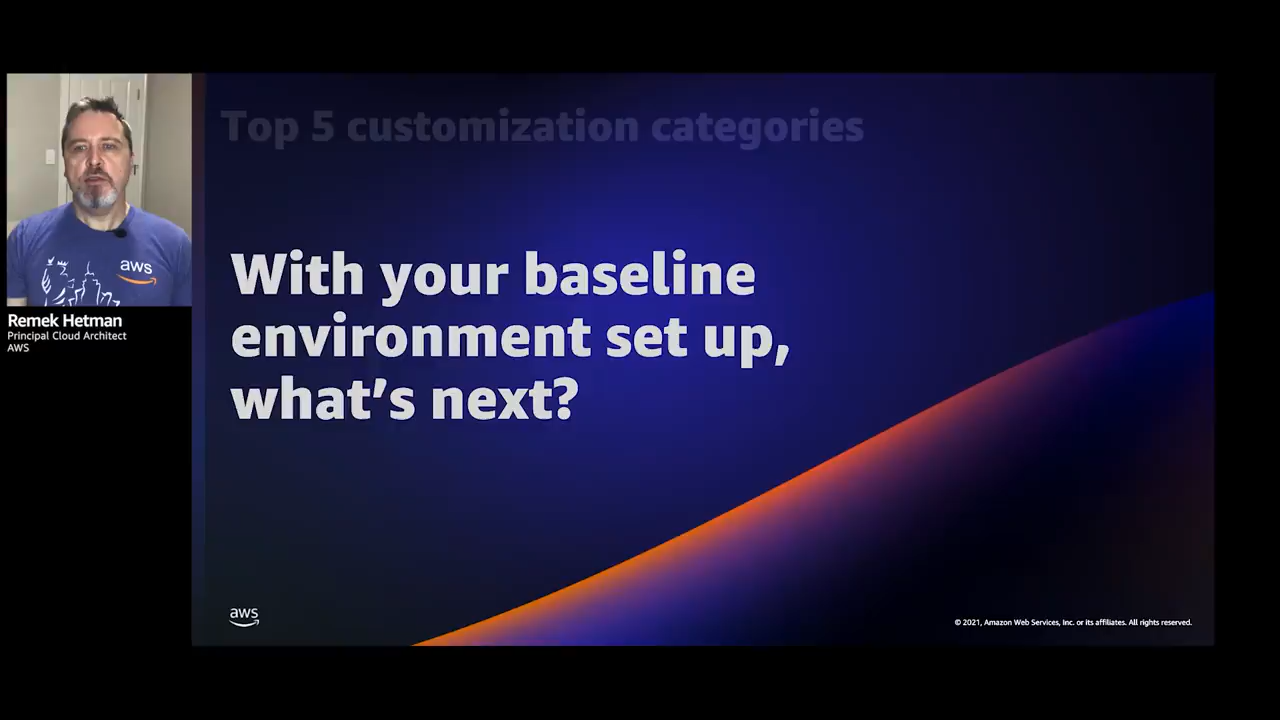 Top 5 customization categories
With your baseline
environment set up,
what's next?
aws
Remek Hetman
Principal Cloud Architect
AWS
aws
© 2021, Amazon Web Services, Inc. or its affiliates. All rights reserved.